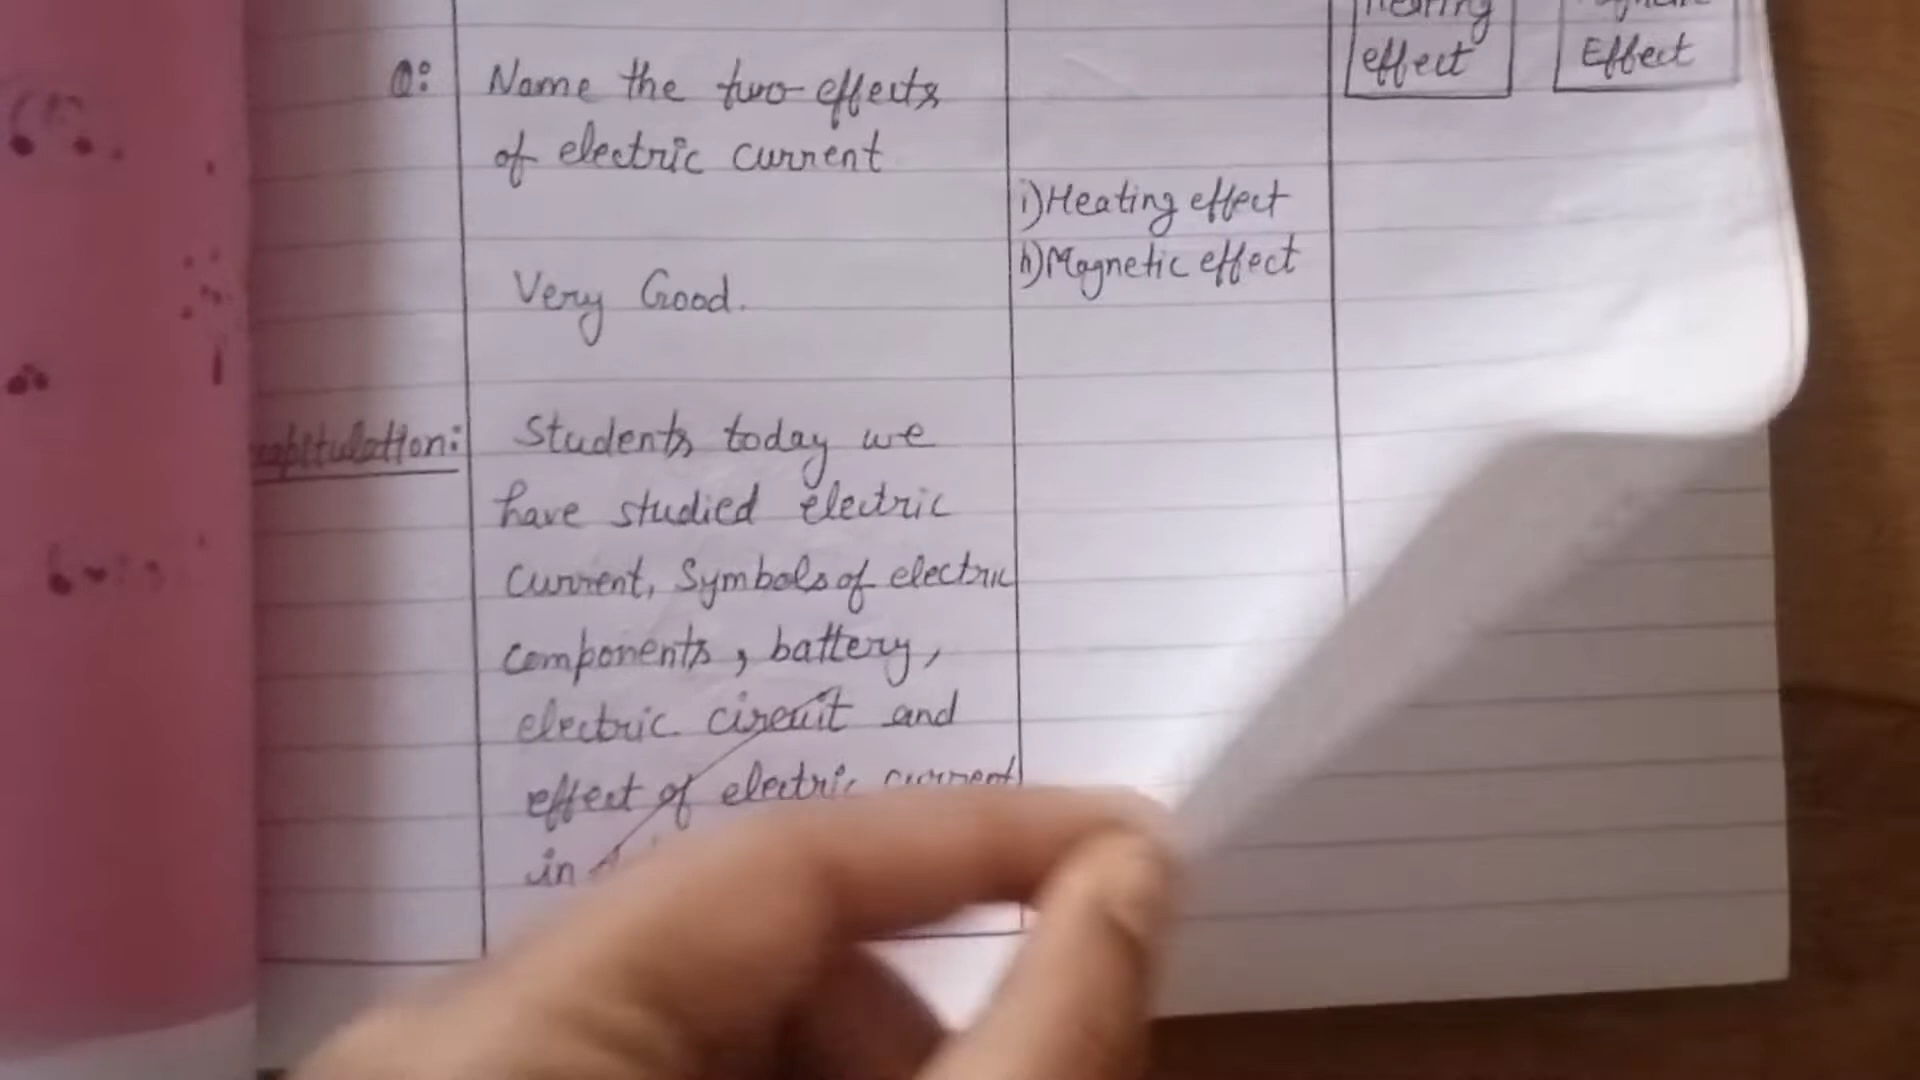 effect
Effect
Q:
Name the two effects
of electric current
i) Heating effect
ii) Magnetic effect
Very Good.
Students today we
have studied electric
current, Symbols of electric
components, battery,
electric circuit and
effect of electric current
in